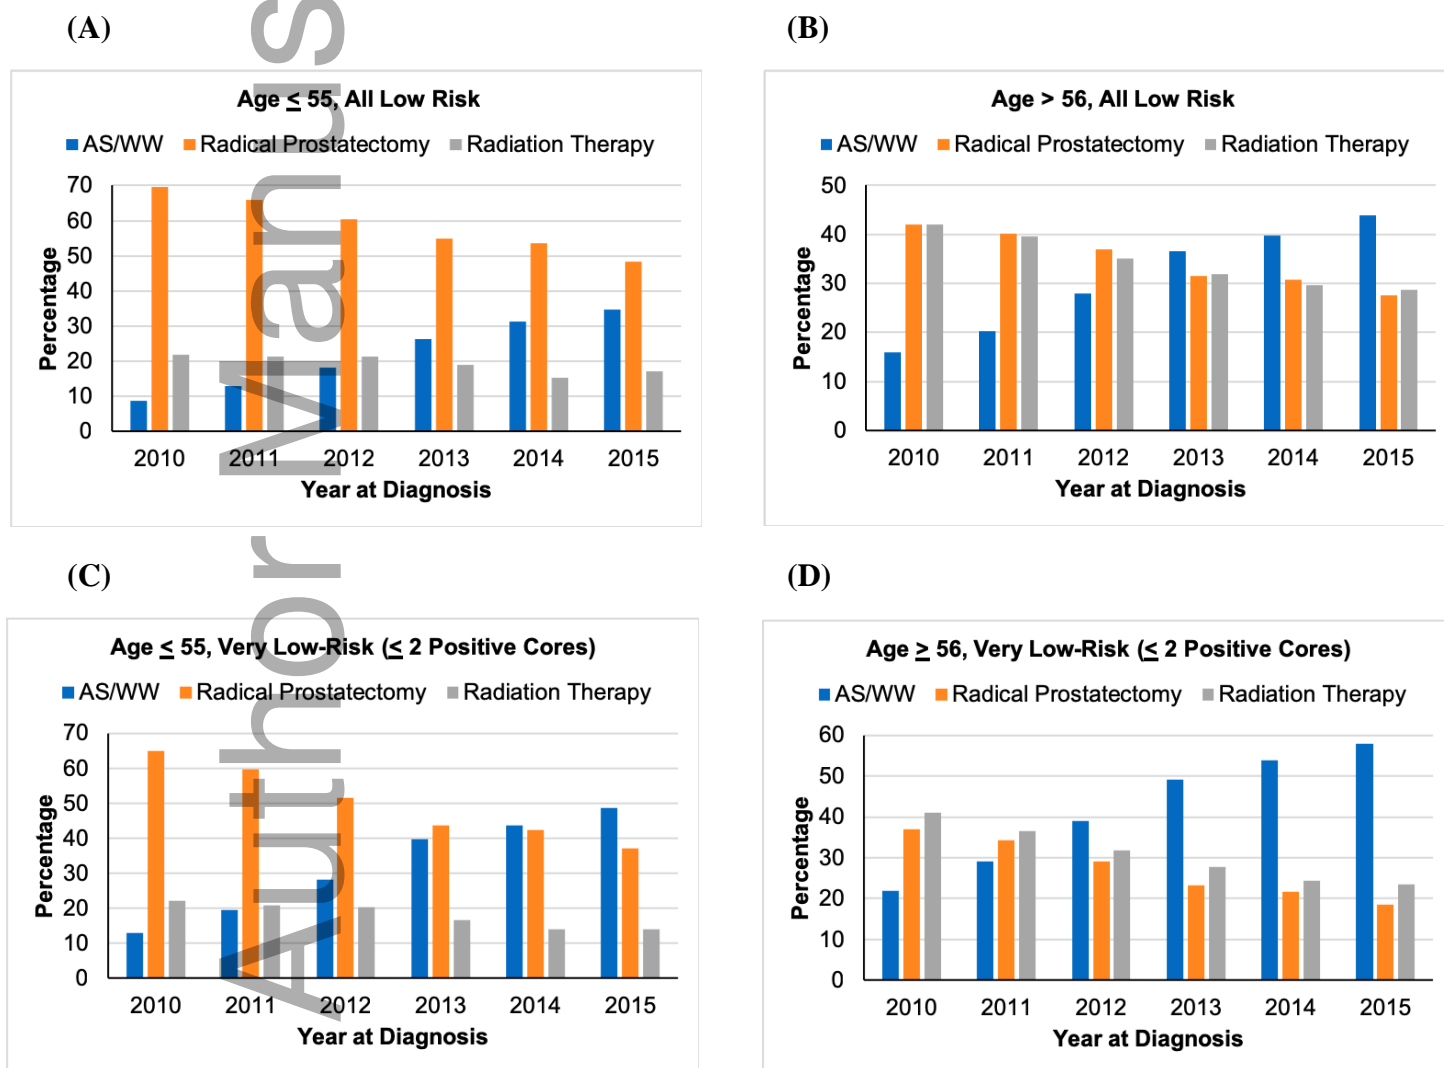 (A)
Age ≤ 55, All Low Risk
AS/WW Radical Prostatectomy Radiation Therapy
70
60
50
40
30
20
10
0
Percentage
2010 2011 2012 2013 2014 2015
Year at Diagnosis
(B)
Age > 56, All Low Risk
AS/WW Radical Prostatectomy Radiation Therapy
50
40
30
20
10
0
Percentage
2010 2011 2012 2013 2014 2015
Year at Diagnosis
(C)
Age ≤ 55, Very Low-Risk (≤ 2 Positive Cores)
AS/WW Radical Prostatectomy Radiation Therapy
70
60
50
40
30
20
10
0
Percentage
2010 2011 2012 2013 2014 2015
Year at Diagnosis
(D)
Age ≥ 56, Very Low-Risk (≤ 2 Positive Cores)
AS/WW Radical Prostatectomy Radiation Therapy
60
50
40
30
20
10
0
Percentage
2010 2011 2012 2013 2014 2015
Year at Diagnosis
Author Manus